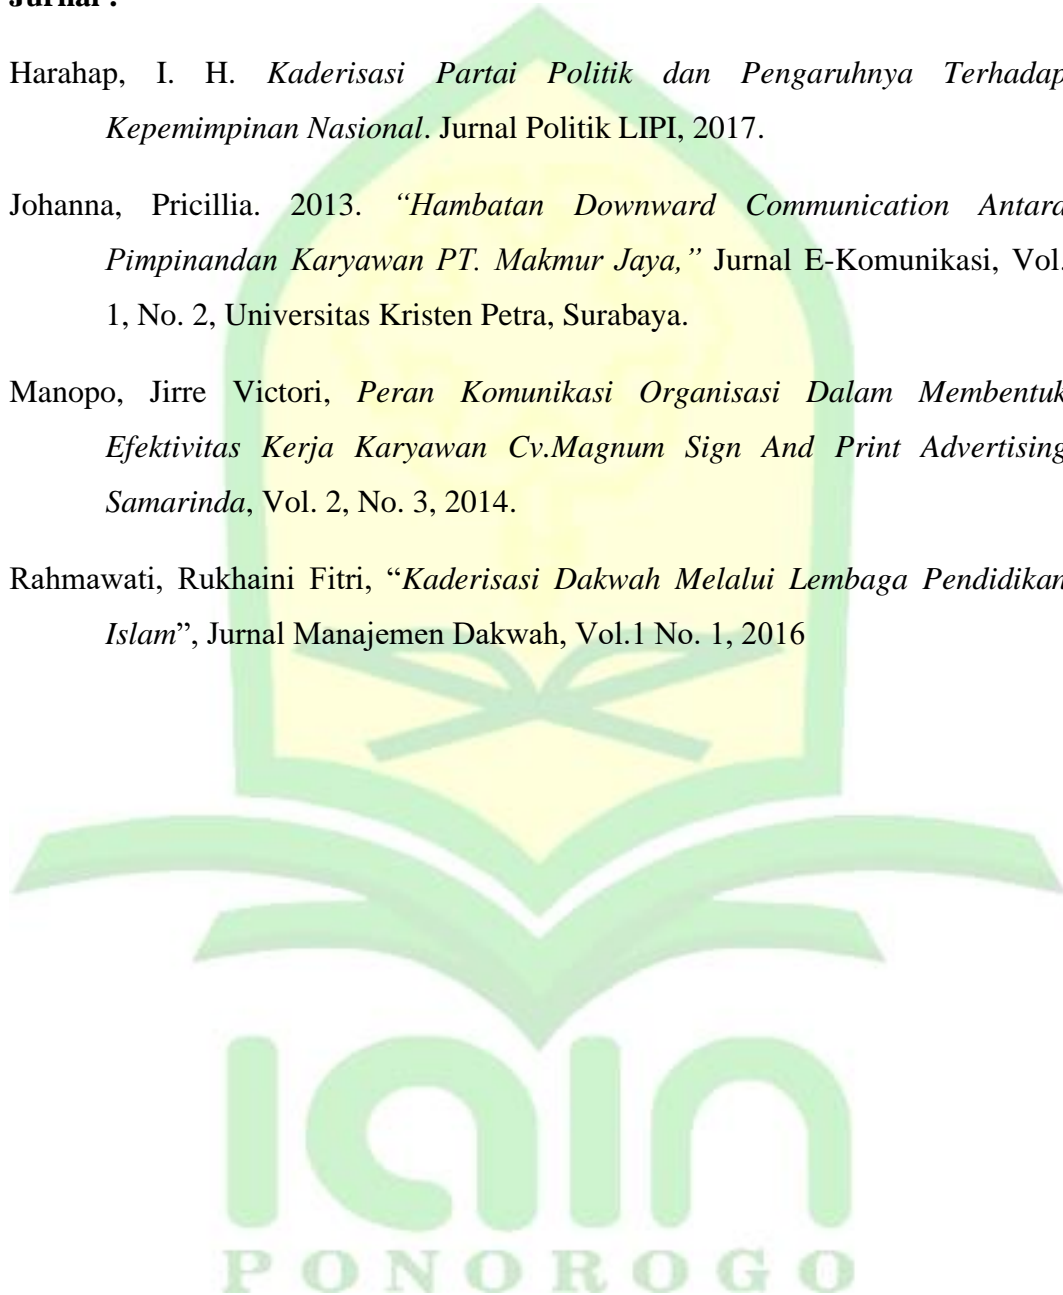 Jurnal :
Harahap, I. H. Kaderisasi Partai Politik dan Pengaruhnya Terhadap
Kepemimpinan Nasional. Jurnal Politik LIPI, 2017.
Johanna, Pricillia. 2013. “Hambatan Downward Communication Antara
Pimpinandan Karyawan PT. Makmur Jaya,” Jurnal E-Komunikasi, Vol.
1, No. 2, Universitas Kristen Petra, Surabaya.
Manopo, Jirre Victori, Peran Komunikasi Organisasi Dalam Membentuk
Efektivitas Kerja Karyawan Cv.Magnum Sign And Print Advertising
Samarinda, Vol. 2, No. 3, 2014.
Rahmawati, Rukhaini Fitri, “Kaderisasi Dakwah Melalui Lembaga Pendidikan
Islam”, Jurnal Manajemen Dakwah, Vol.1 No. 1, 2016
iain
PONOROGO